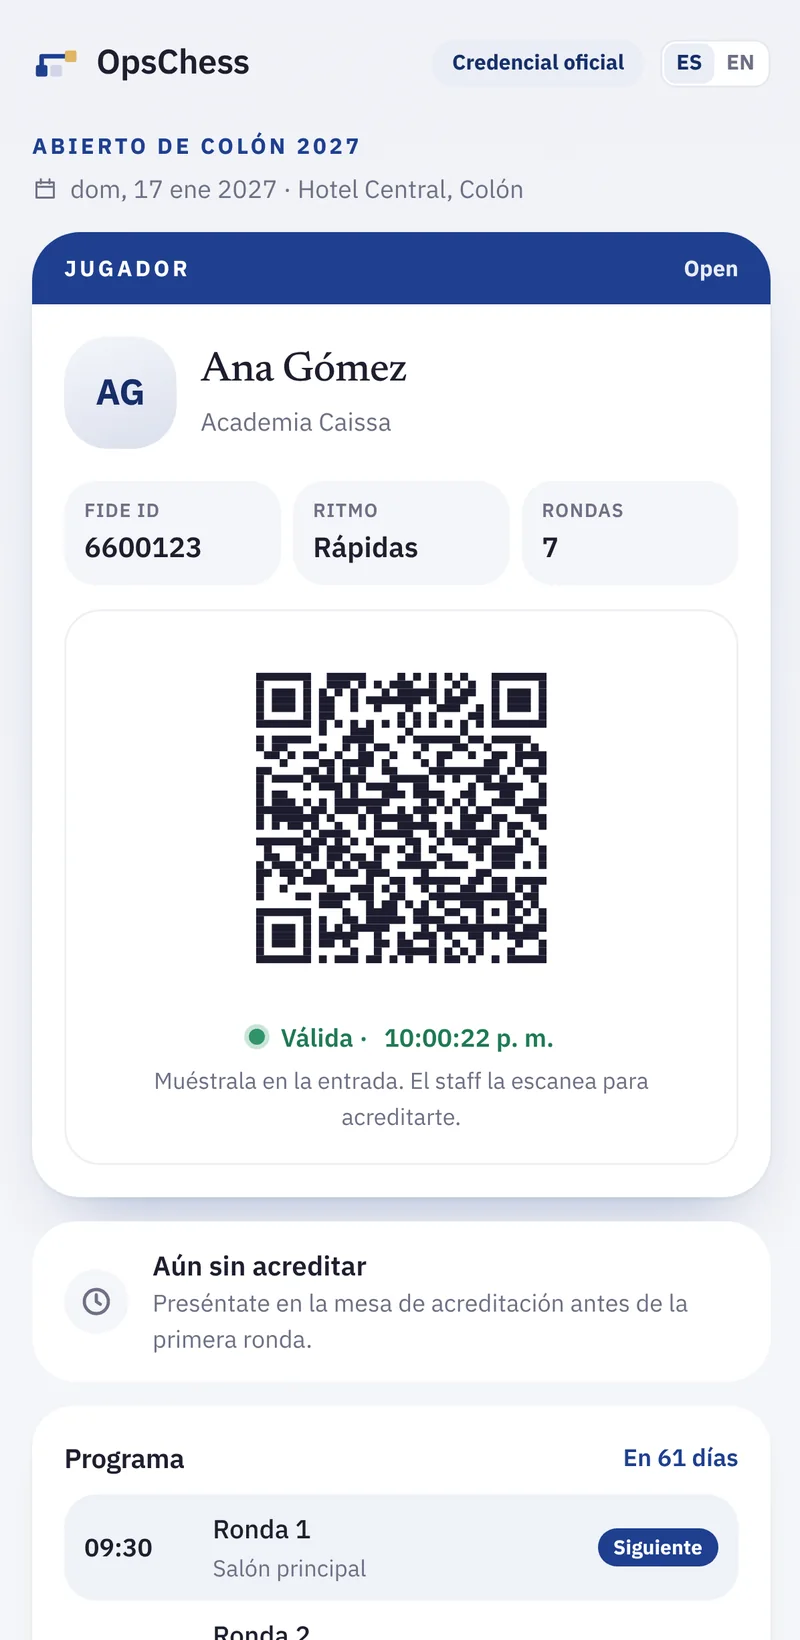 OpsChess
Credencial oficial
ES EN
ABIERTO DE COLÓN 2027
dom, 17 ene 2027 · Hotel Central, Colón
JUGADOR
Open
AG
Ana Gómez
Academia Caissa
FIDE ID
6600123
RITMO
Rápidas
RONDAS
7
Válida · 10:00:22 p. m.
Muéstrala en la entrada. El staff la escanea para
acreditarte.
Aún sin acreditar
Preséntate en la mesa de acreditación antes de la
primera ronda.
Programa
En 61 días
09:30
Ronda 1
Salón principal
Siguiente
Ronda 2